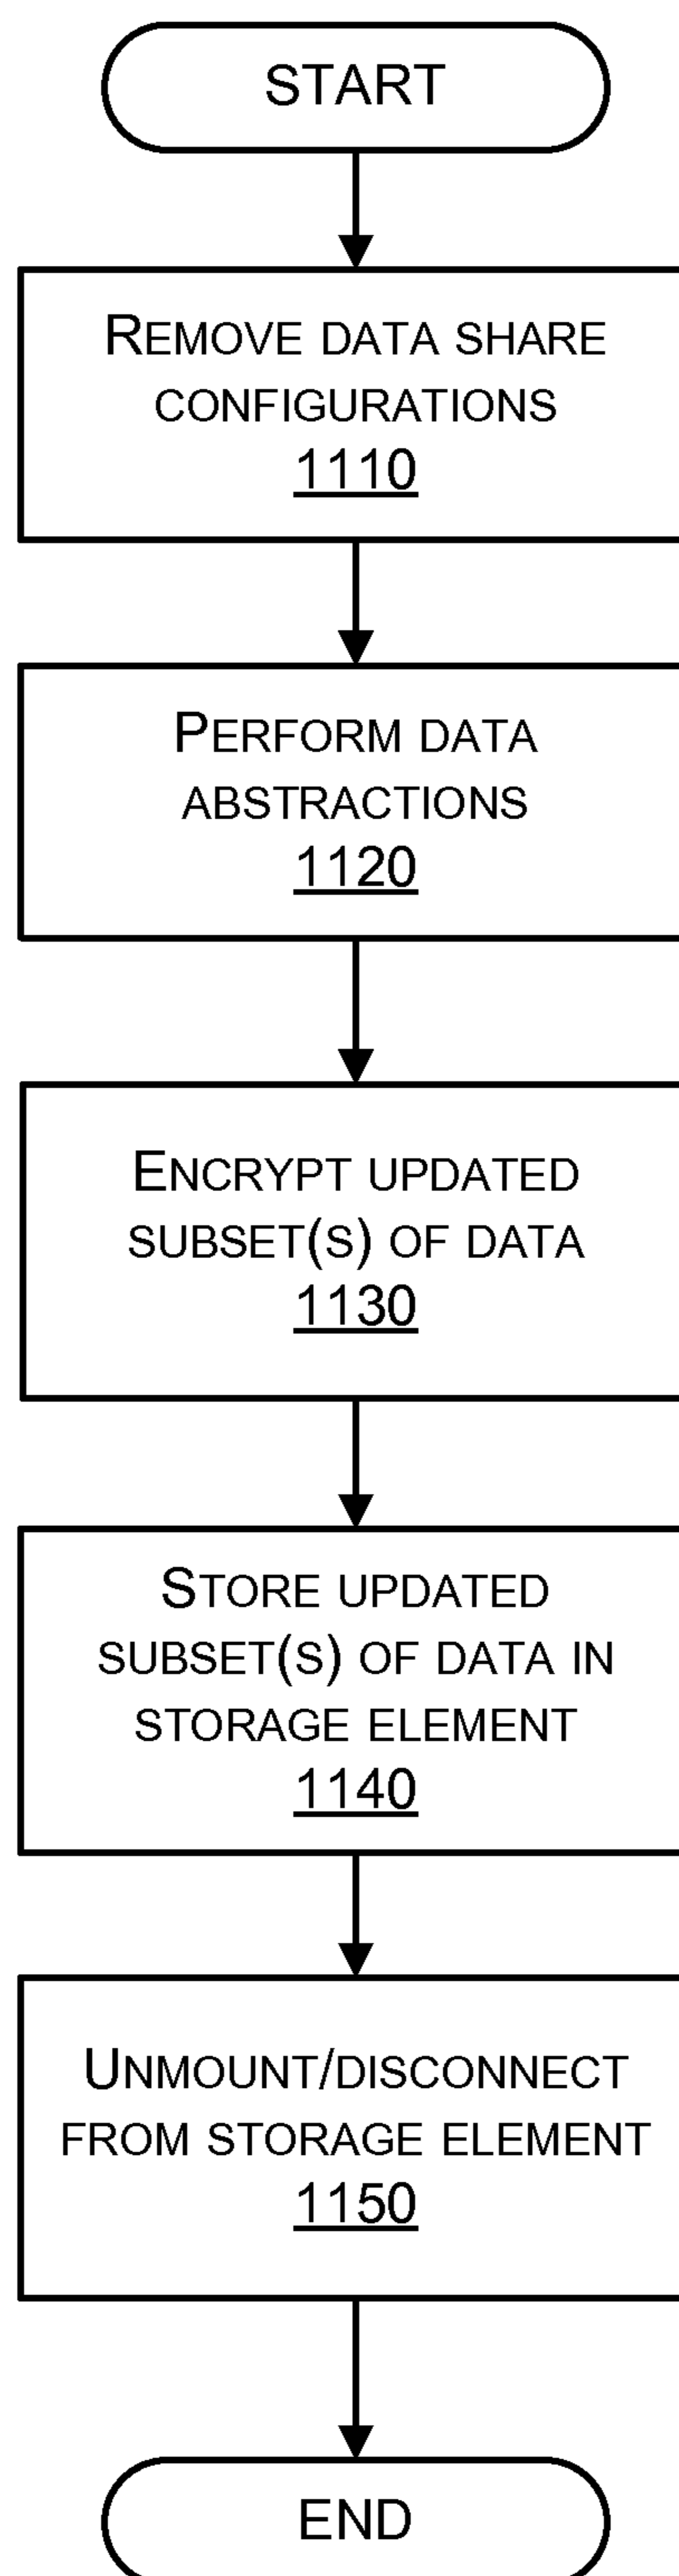 START
REMOVE DATA SHARE
CONFIGURATIONS
1110
PERFORM DATA
ABSTRACTIONS
1120
ENCRYPT UPDATED
SUBSET(S) OF DATA
1130
STORE UPDATED
SUBSET(S) OF DATA IN
STORAGE ELEMENT
1140
UNMOUNT/DISCONNECT
FROM STORAGE ELEMENT
1150
END